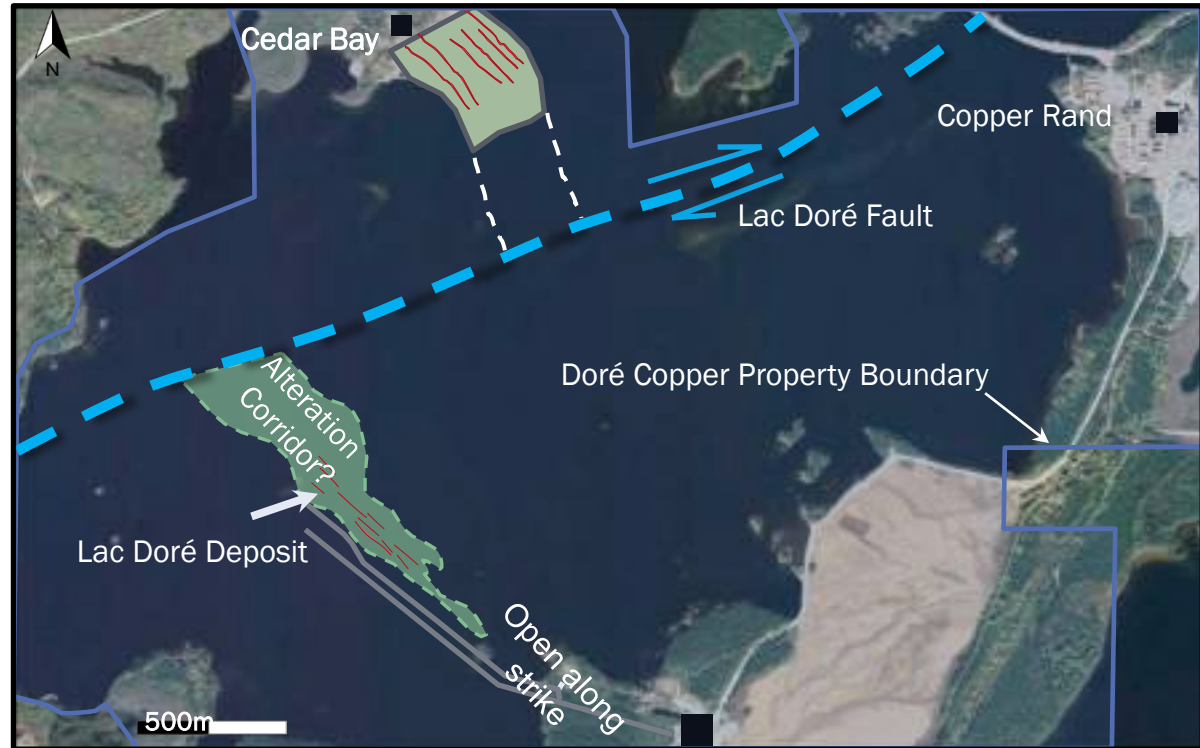 Cedar Bay
N
Copper Rand
Lac Doré Fault
Alteration
Corridor?
Doré Copper Property Boundary
Lac Doré Deposit
Open along
strike
500m